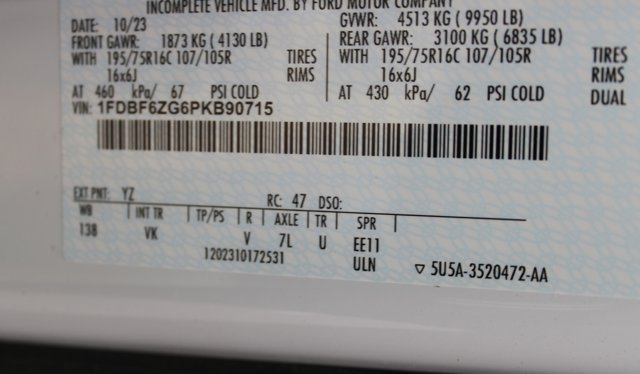 INCOMPLETE VEHICLE MFD. BY FORD MOTOR COMPANY
DATE: 10/23 GVWR: 4513 KG ( 9950 LB)
FRONT GAWR: 1873 KG ( 4130 LB) REAR GAWR: 3100 KG ( 6835 LB)
WITH 195/75R16C 107/105R TIRES WITH 195/75R16C 107/105R TIRES
16x6J RIMS 16x6J RIMS
AT 460 kPa/ 67 PSI COLD AT 430 kPa/ 62 PSI COLD DUAL
VIN: 1FDBF6ZG6PKB90715
EXT PNT: YZ RC: 47 DSO:
WB INT TR TP/PS R AXLE TR SPR
138 VK V 7L U EE11
1202310172531 ULN ▽ 5U5A-3520472-AA